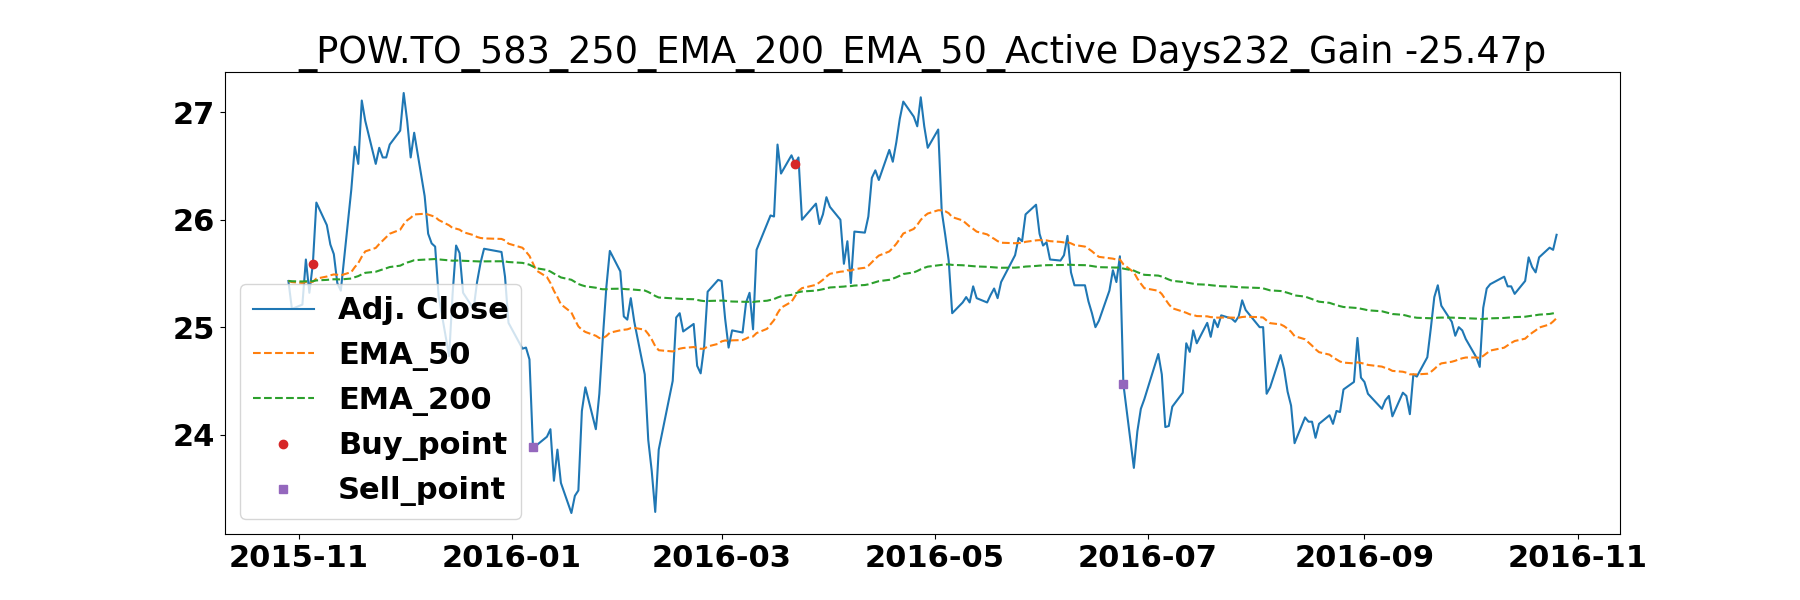 _POW.TO_583_250_EMA_200_EMA_50_Active Days232_Gain -25.47p
27
26
25
24
Adj. Close
EMA_50
EMA_200
Buy_point
Sell_point
2015-11 2016-01 2016-03 2016-05 2016-07 2016-09 2016-11